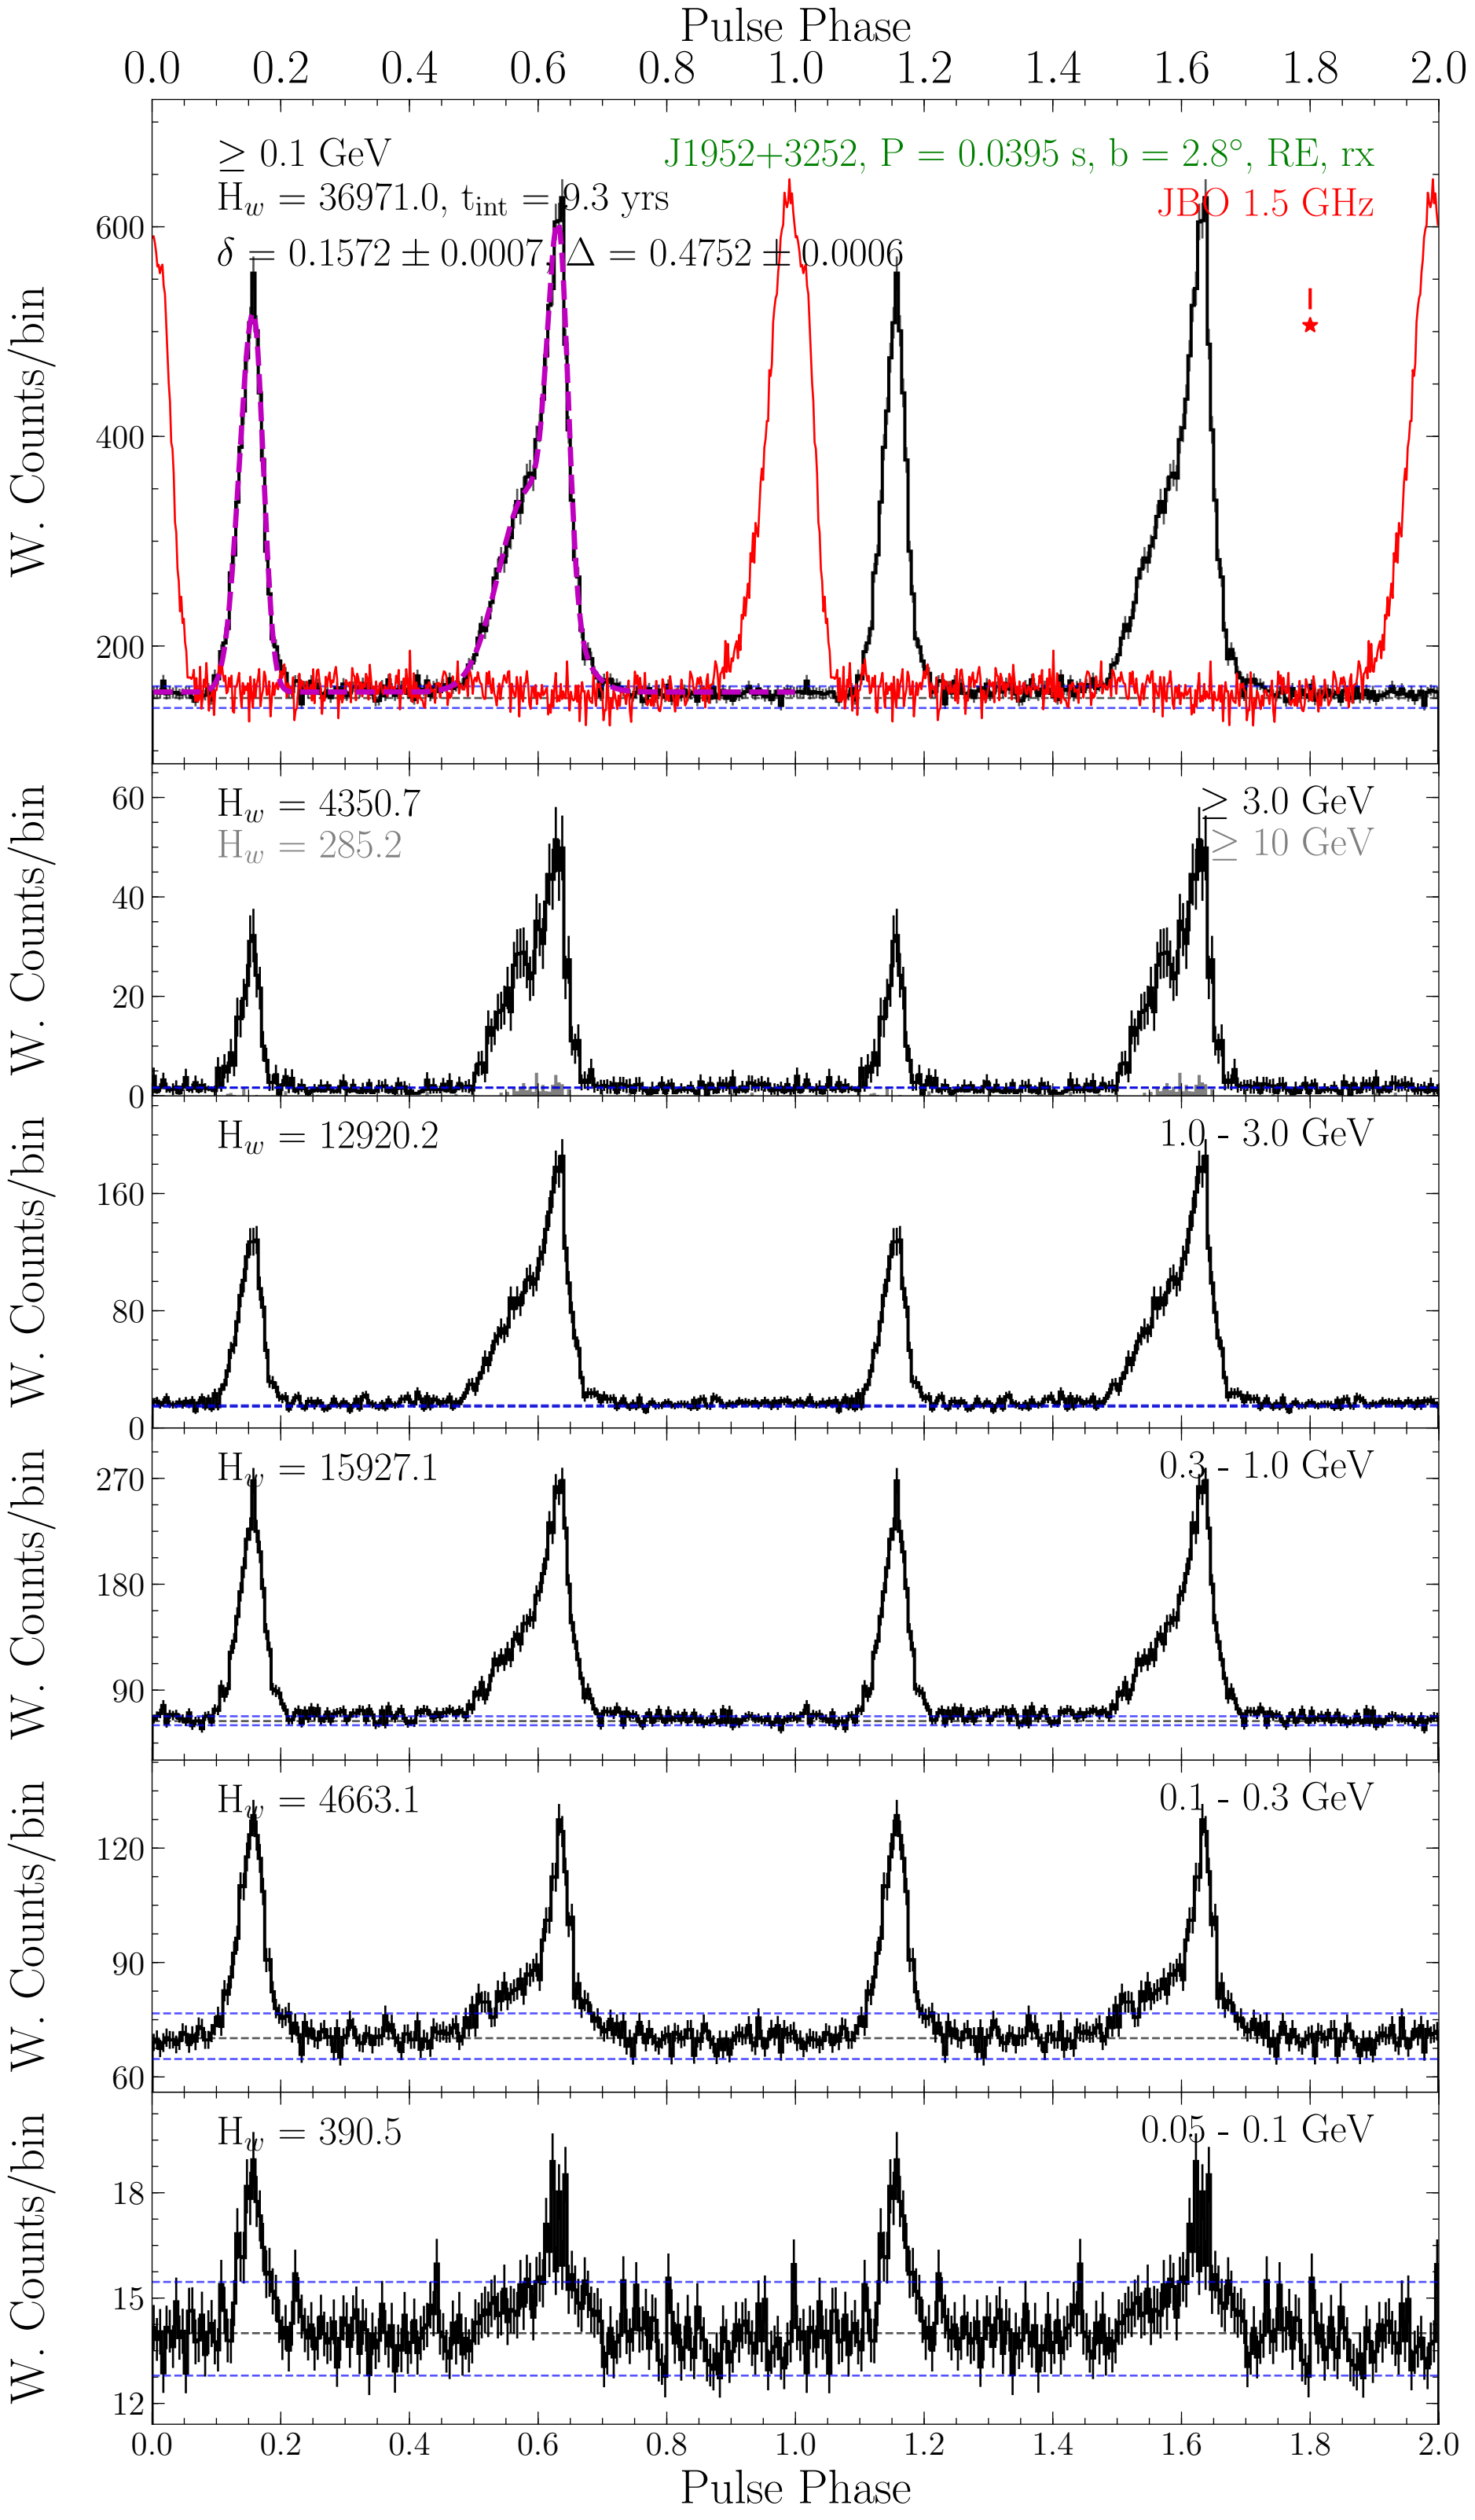 Pulse Phase
0.0 0.2 0.4 0.6 0.8 1.0 1.2 1.4 1.6 1.8 2.0
≥ 0.1 GeV
J1952+3252, P = 0.0395 s, b = 2.8°, RE, rx
H_w = 36971.0, t_int = 9.3 yrs
JBO 1.5 GHz
δ = 0.1572 ± 0.0007, Δ = 0.4752 ± 0.0006
W. Counts/bin
600
400
200
H_w = 4350.7
≥ 3.0 GeV
H_w = 285.2
≥ 10 GeV
W. Counts/bin
60
40
20
0
H_w = 12920.2
1.0 - 3.0 GeV
W. Counts/bin
160
80
0
H_w = 15927.1
0.3 - 1.0 GeV
W. Counts/bin
270
180
90
H_w = 4663.1
0.1 - 0.3 GeV
W. Counts/bin
120
90
60
H_w = 390.5
0.05 - 0.1 GeV
W. Counts/bin
18
15
12
0.0 0.2 0.4 0.6 0.8 1.0 1.2 1.4 1.6 1.8 2.0
Pulse Phase